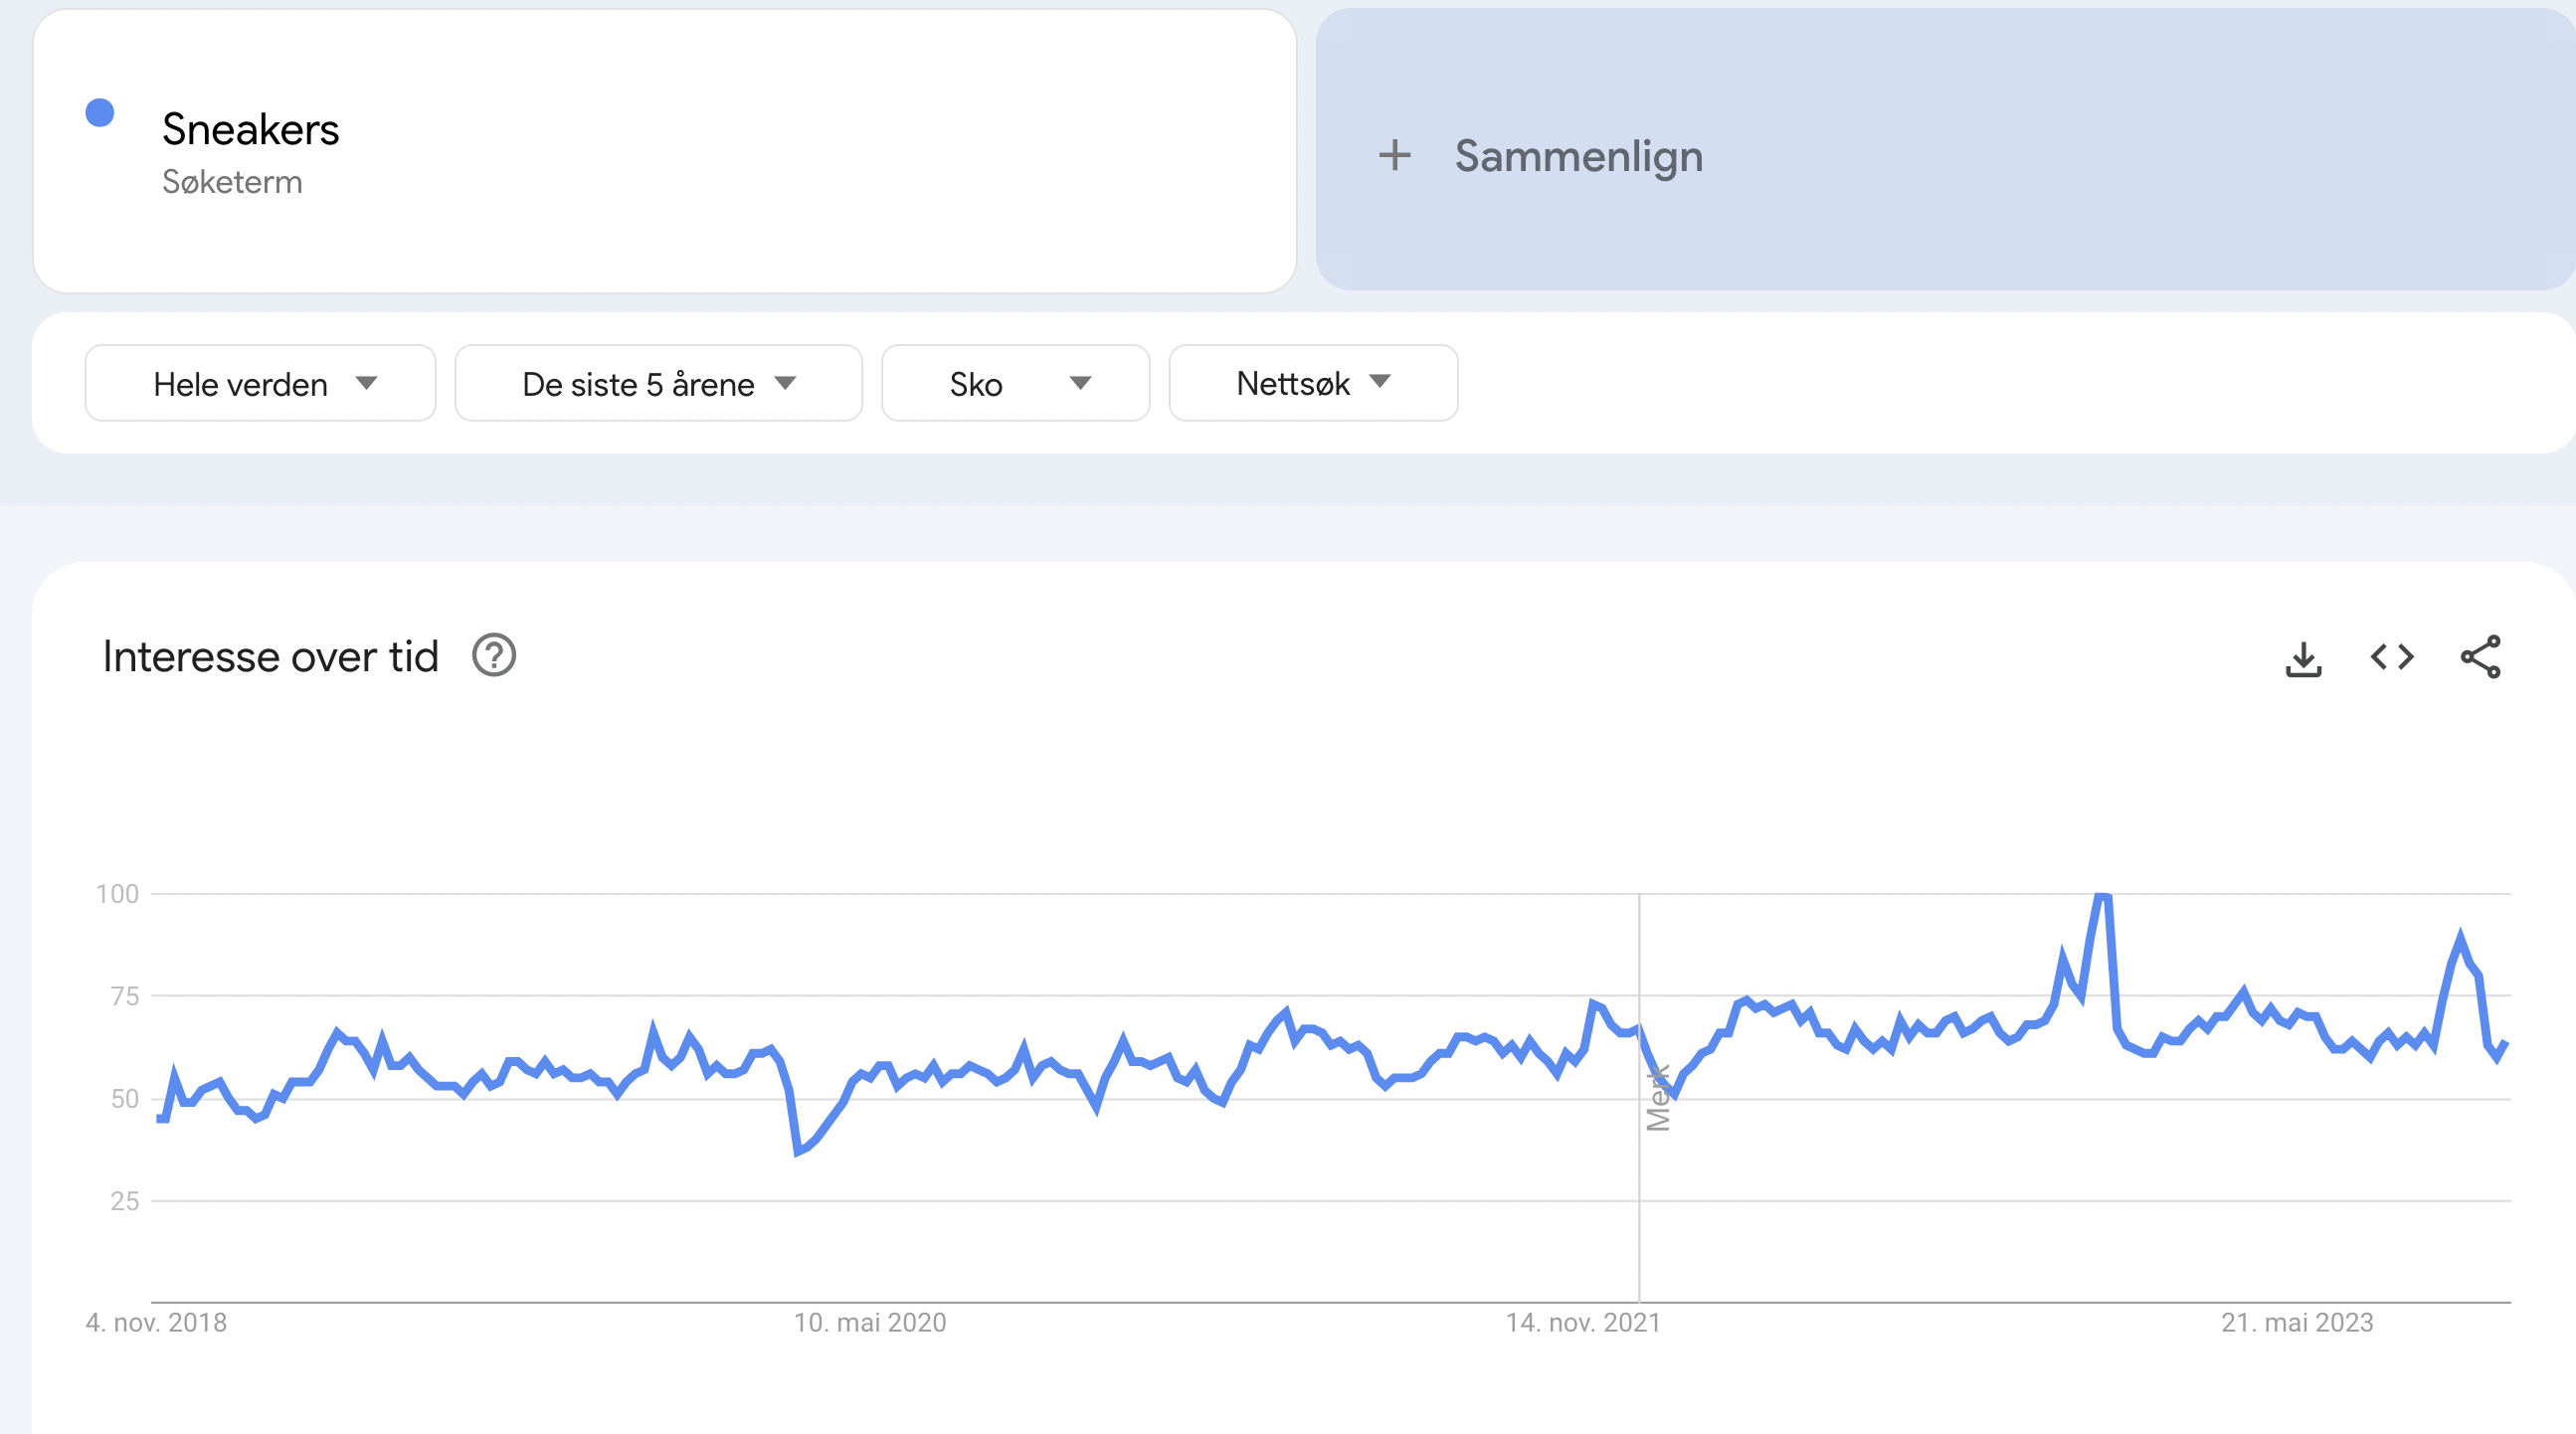 Sneakers
Søketerm
+ Sammenlign
Hele verden
De siste 5 årene
Sko
Nettsøk
Interesse over tid
100
75
50
25
Merk
4. nov. 2018
10. mai 2020
14. nov. 2021
21. mai 2023